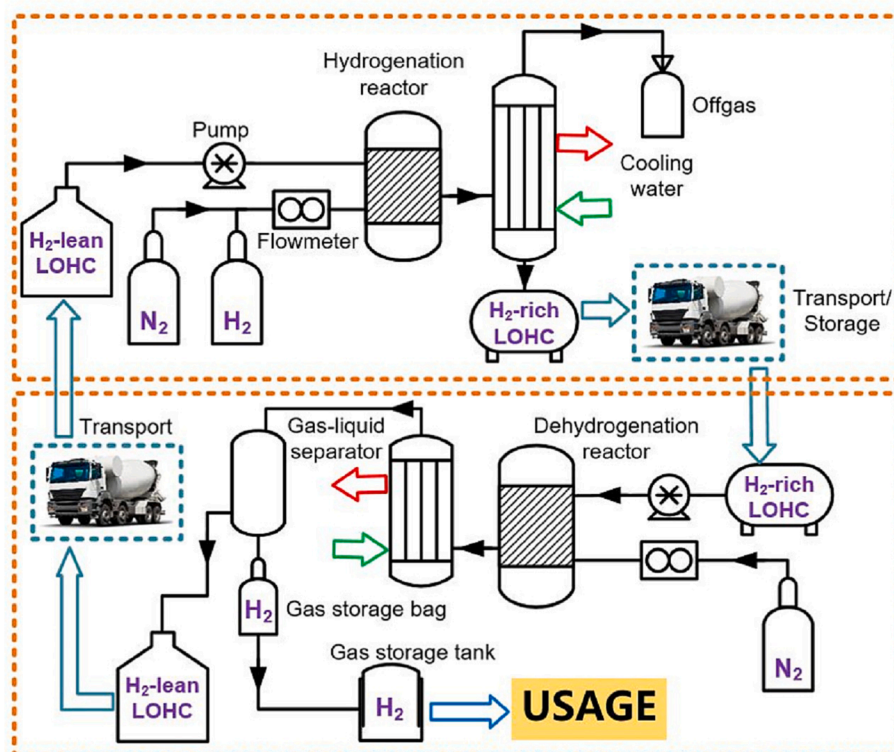 Hydrogenation
reactor
Offgas
Pump
Cooling
water
H₂-lean
LOHC
Flowmeter
N₂
H₂
H₂-rich
LOHC
Transport/
Storage
Transport
Gas-liquid
separator
Dehydrogenation
reactor
H₂-rich
LOHC
H₂
Gas storage bag
Gas storage tank
H₂-lean
LOHC
H₂
USAGE
N₂